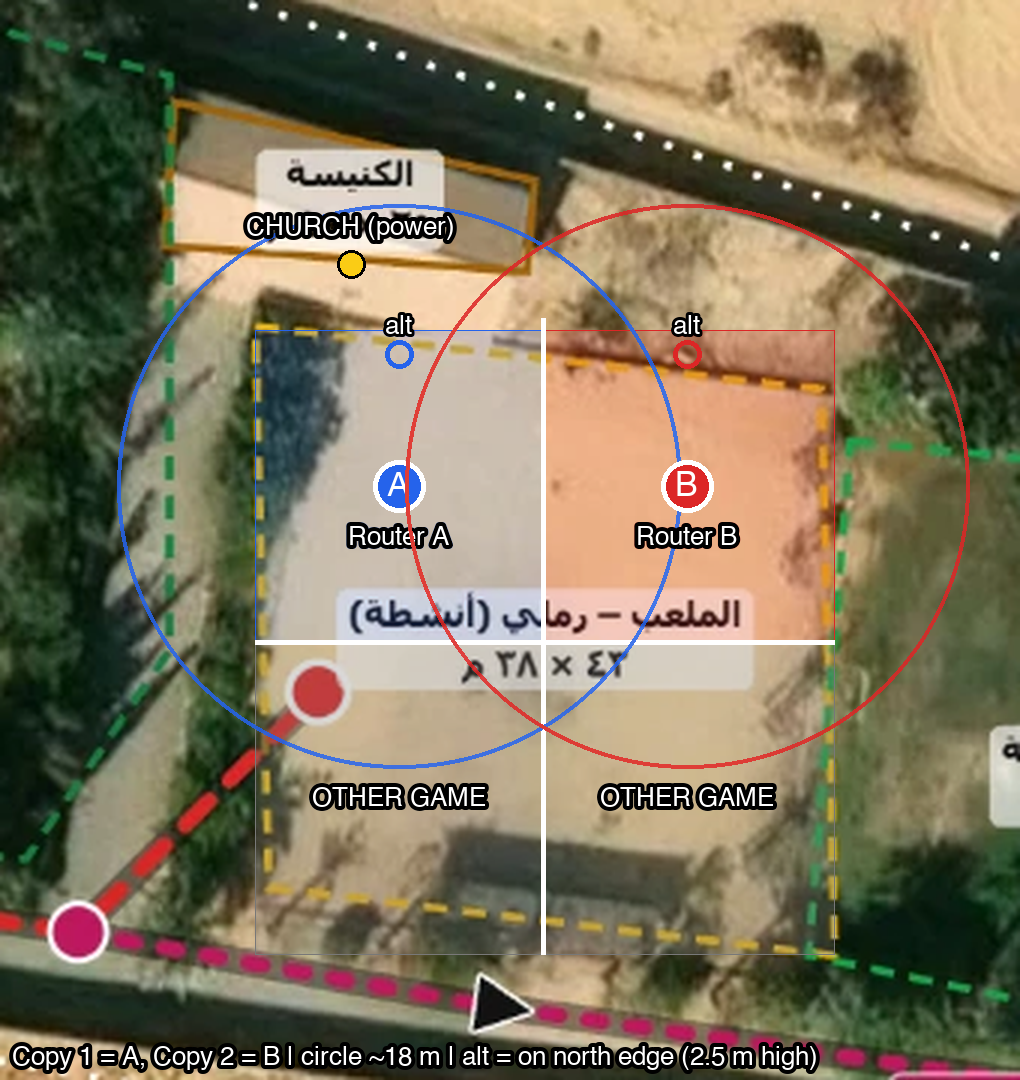 الكنيسة
CHURCH (power)
alt
alt
A
B
Router A
Router B
الملعب – رملي (أنشطة)
٤٣ × ٣٨ م
OTHER GAME
OTHER GAME
Copy 1 = A, Copy 2 = B | circle ~18 m | alt = on north edge (2.5 m high)